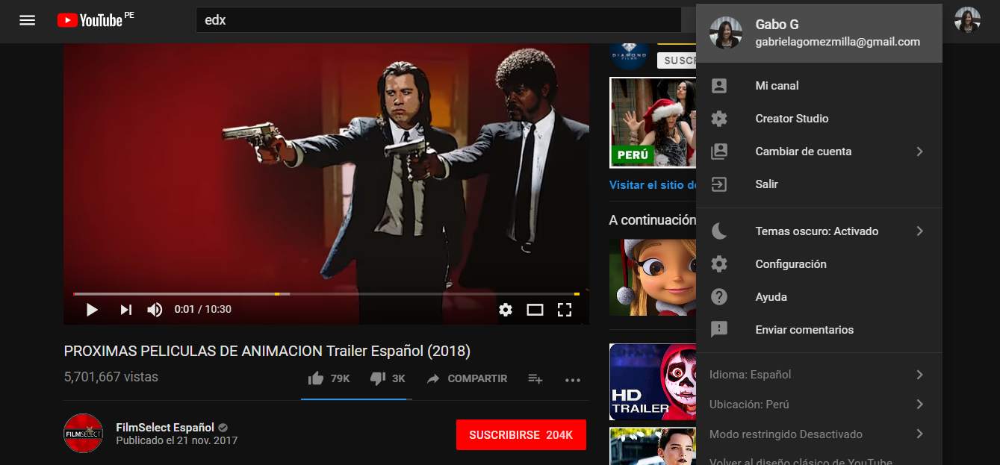 YouTube PE
edx
Gabo G
gabrielagomezmilla@gmail.com
Mi canal
Creator Studio
Cambiar de cuenta
Salir
Temas oscuro: Activado
Configuración
Ayuda
Enviar comentarios
Idioma: Español
Ubicación: Perú
Modo restringido Desactivado
Volver al diseño clásico de YouTube
DIAMOND
FILMS
SUSC
PERÚ
Visitar el sitio d
A continuación
HD
TRAILER
0:01 / 10:30
PROXIMAS PELICULAS DE ANIMACION Trailer Español (2018)
5,701,667 vistas
79K
3K
COMPARTIR
FILMSELECT
FilmSelect Español
Publicado el 21 nov. 2017
SUSCRIBIRSE 204K